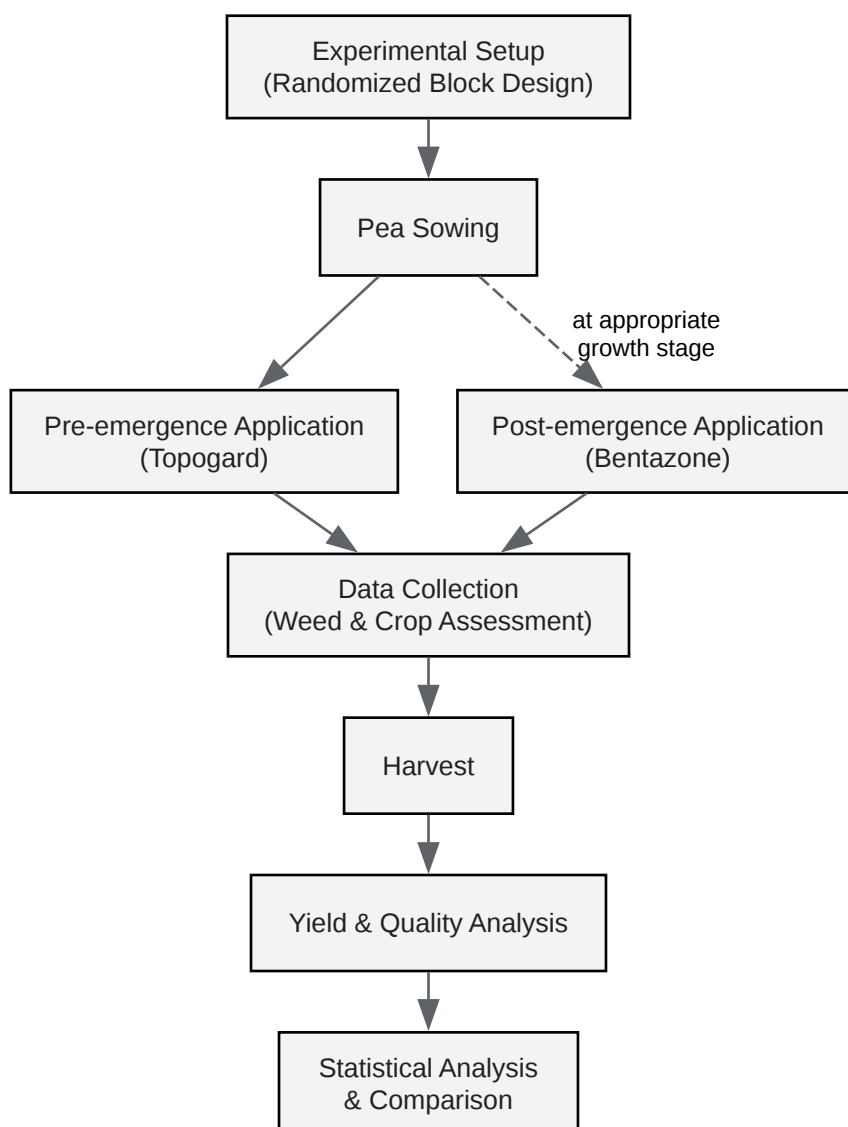 Experimental Setup
(Randomized Block Design)
Pea Sowing
at appropriate
growth stage
Pre-emergence Application
(Topogard)
Post-emergence Application
(Bentazone)
Data Collection
(Weed & Crop Assessment)
Harvest
Yield & Quality Analysis
Statistical Analysis
& Comparison